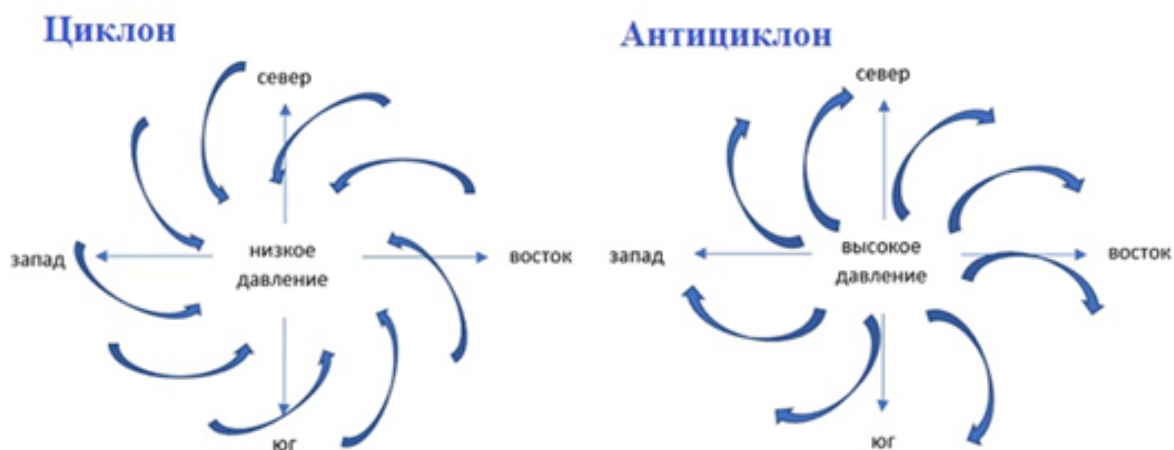 Циклон
север
запад
низкое
давление
восток
юг
Антициклон
север
запад
высокое
давление
восток
юг